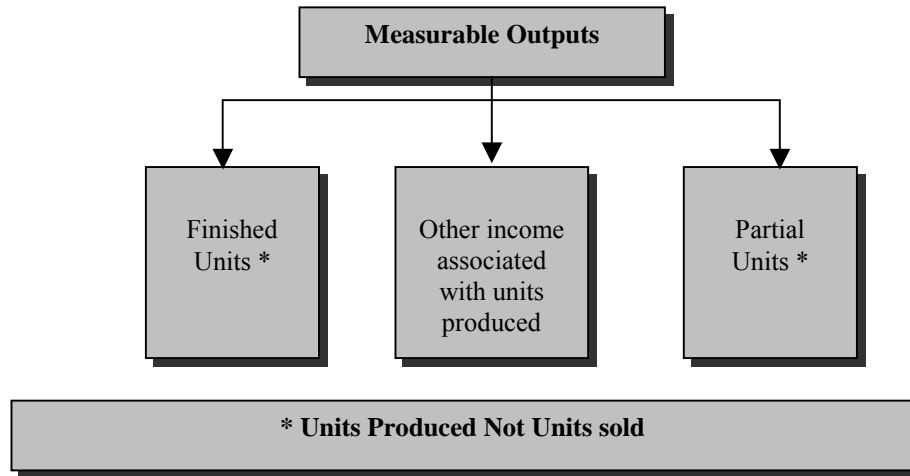 Measurable Outputs
Finished
Units *
Other income
associated
with units
produced
Partial
Units *
* Units Produced Not Units sold